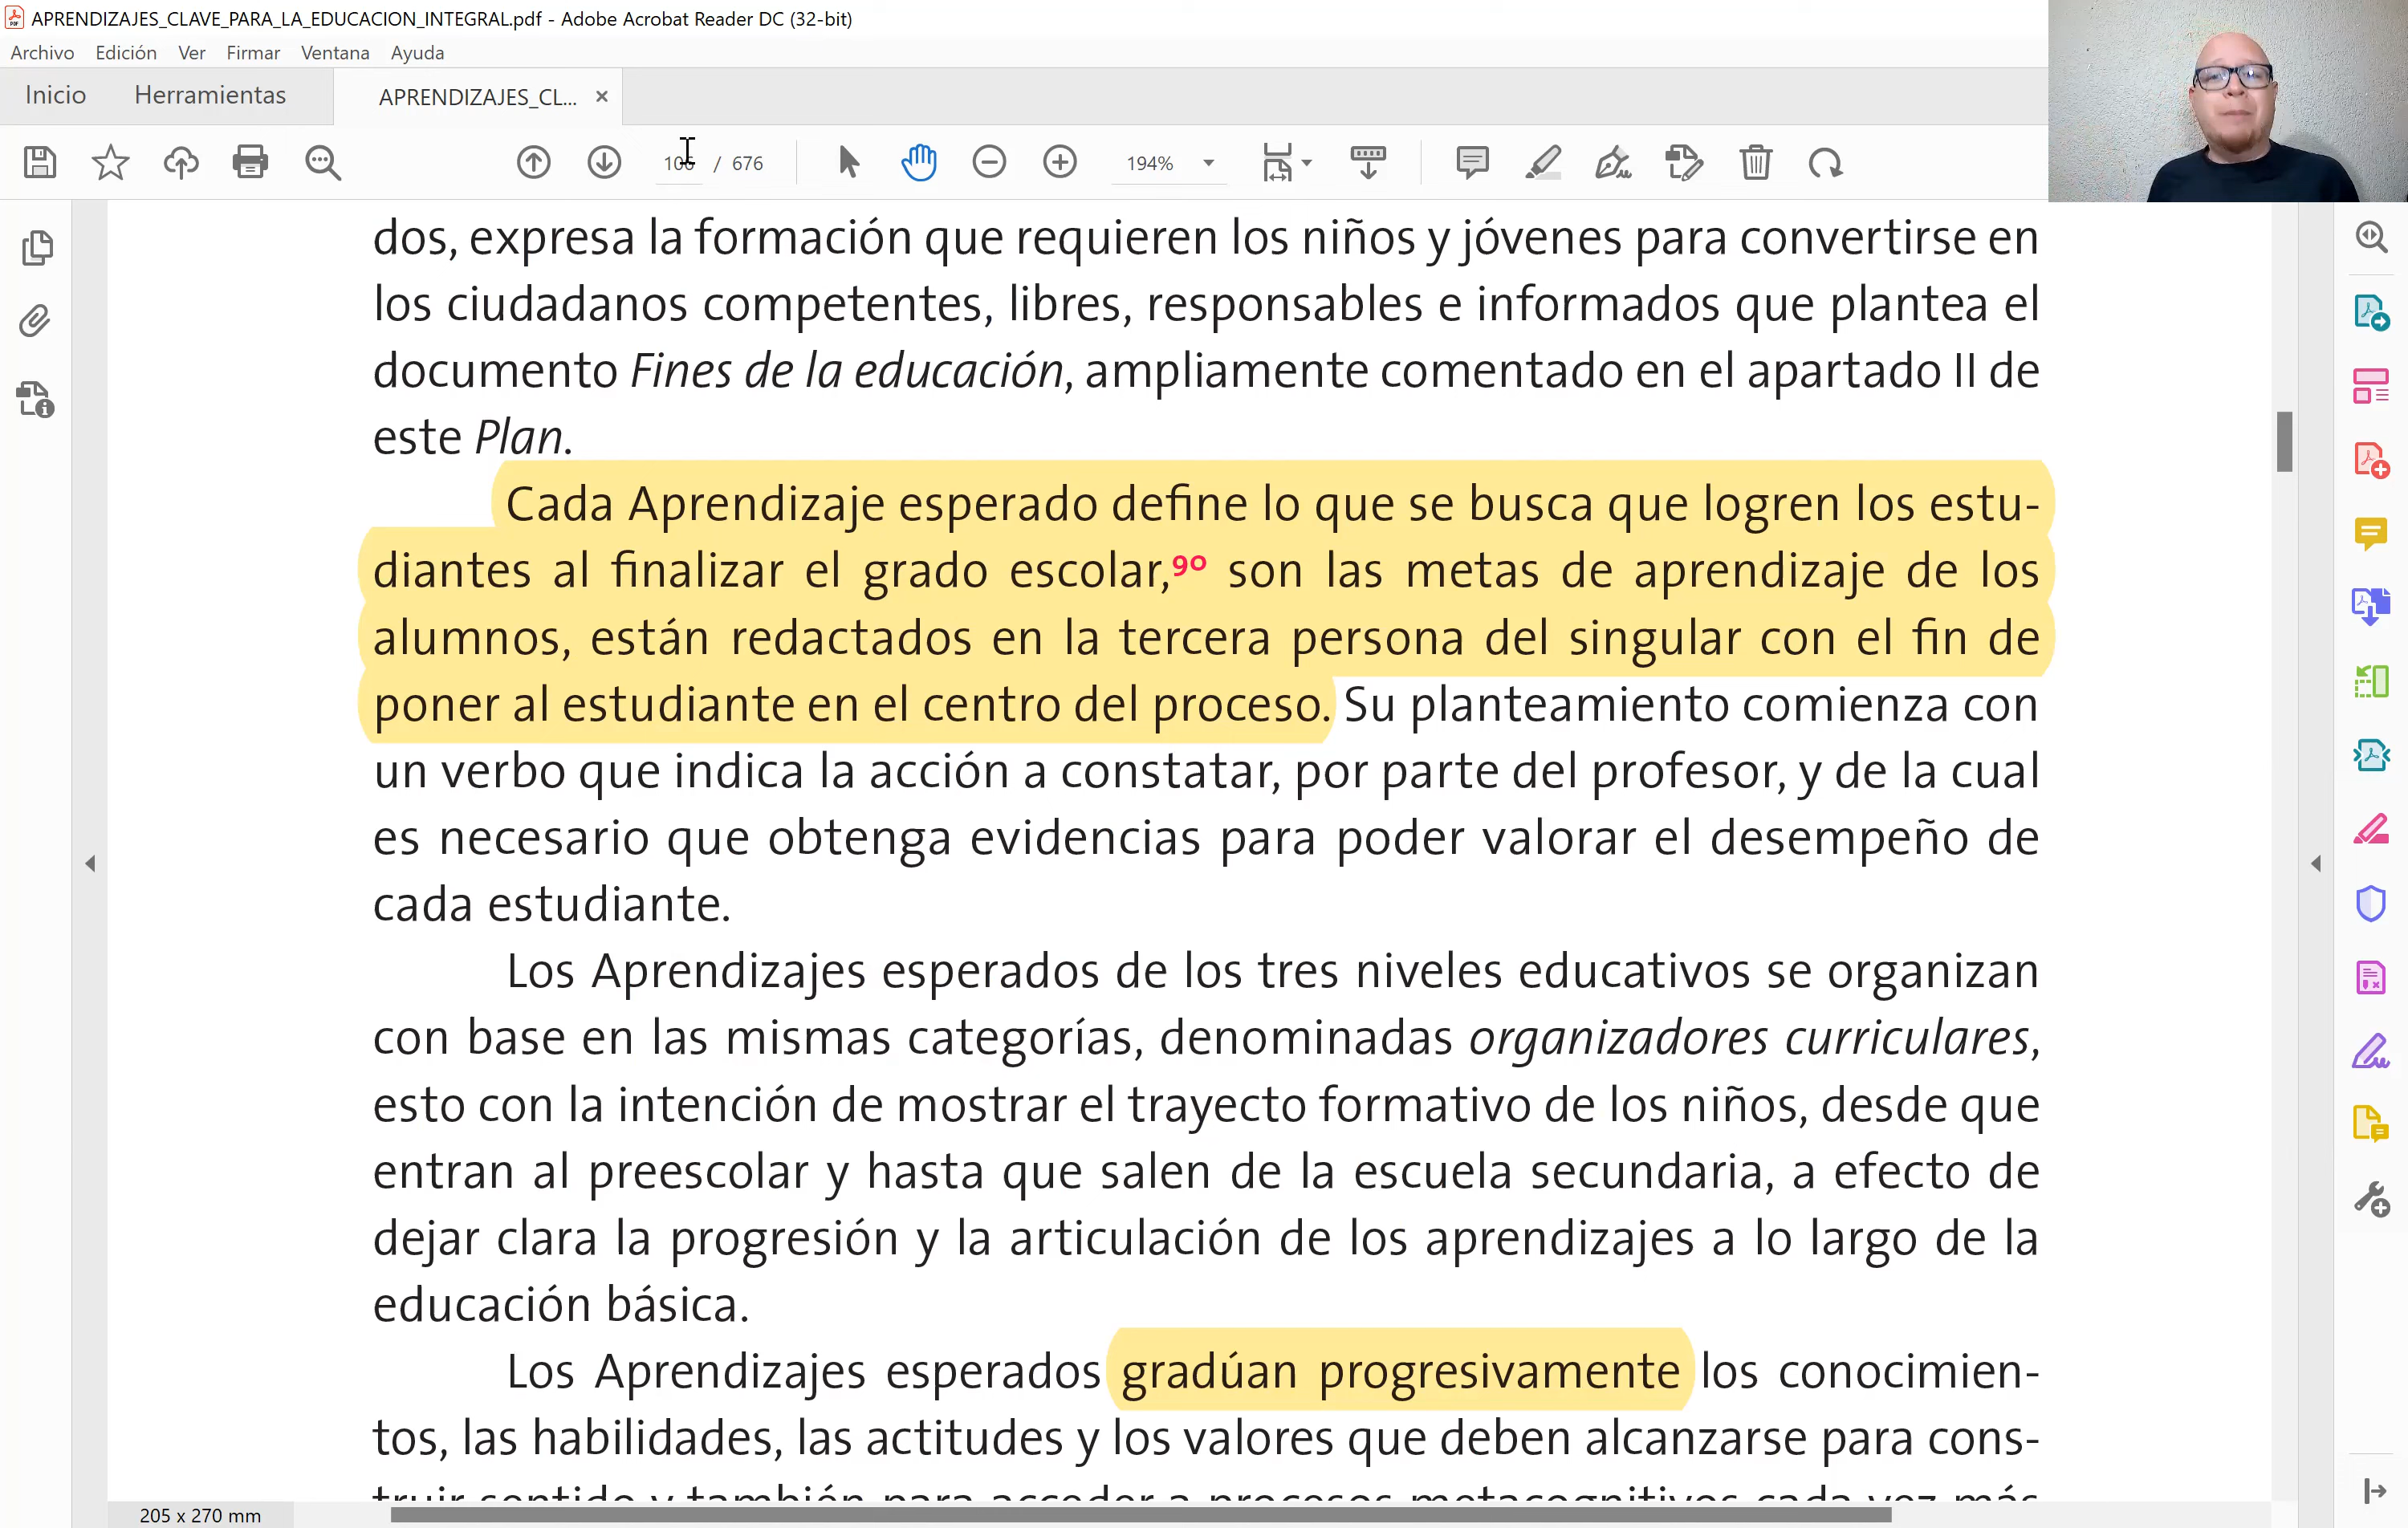 APRENDIZAJES_CLAVE_PARA_LA_EDUCACION_INTEGRAL.pdf - Adobe Acrobat Reader DC (32-bit)
Archivo Edición Ver Firmar Ventana Ayuda
Inicio Herramientas APRENDIZAJES_CL... ×
/ 676 194%
dos, expresa la formación que requieren los niños y jóvenes para convertirse en
los ciudadanos competentes, libres, responsables e informados que plantea el
documento Fines de la educación, ampliamente comentado en el apartado II de
este Plan.
Cada Aprendizaje esperado define lo que se busca que logren los estu-
diantes al finalizar el grado escolar,90 son las metas de aprendizaje de los
alumnos, están redactados en la tercera persona del singular con el fin de
poner al estudiante en el centro del proceso. Su planteamiento comienza con
un verbo que indica la acción a constatar, por parte del profesor, y de la cual
es necesario que obtenga evidencias para poder valorar el desempeño de
cada estudiante.
Los Aprendizajes esperados de los tres niveles educativos se organizan
con base en las mismas categorías, denominadas organizadores curriculares,
esto con la intención de mostrar el trayecto formativo de los niños, desde que
entran al preescolar y hasta que salen de la escuela secundaria, a efecto de
dejar clara la progresión y la articulación de los aprendizajes a lo largo de la
educación básica.
Los Aprendizajes esperados gradúan progresivamente los conocimien-
tos, las habilidades, las actitudes y los valores que deben alcanzarse para cons-
truir sentido y también para acceder a procesos metacognitivos cada vez más
205 x 270 mm